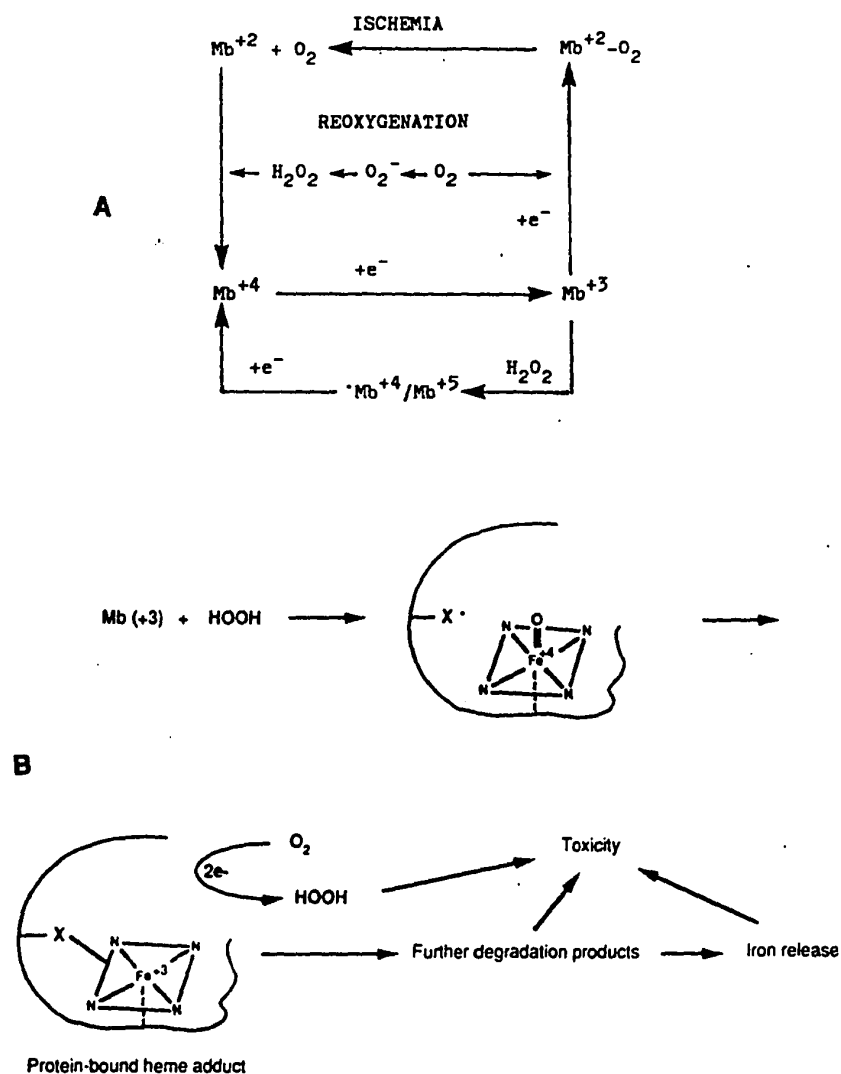 ISCHEMIA
Mb+2 + O2 Mb+2-O2
REOXYGENATION
H2O2 O2- O2
A
+e-
+e-
Mb+4 Mb+3
+e- H2O2
·Mb+4/Mb+5
Mb (+3) + HOOH
X·
O
N N
Fe+4
N N
B
O2
Toxicity
2e-
HOOH
X
N N
Further degradation products Iron release
Fe+3
N N
Protein-bound heme adduct